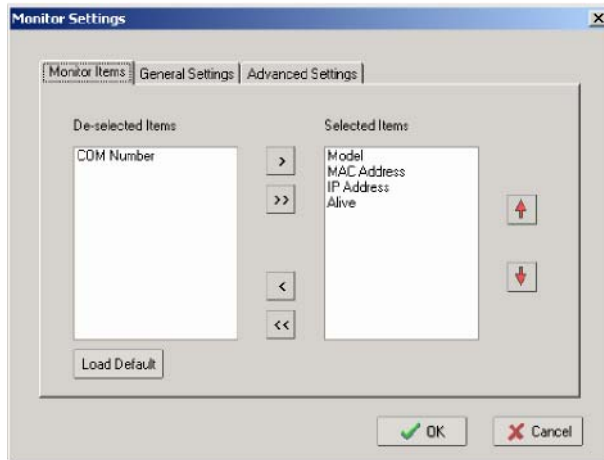 Monitor Settings
Monitor Items General Settings Advanced Settings
De-selected Items Selected Items
COM Number
Model
MAC Address
IP Address
Alive
>
>>
<
<<
Load Default
OK Cancel